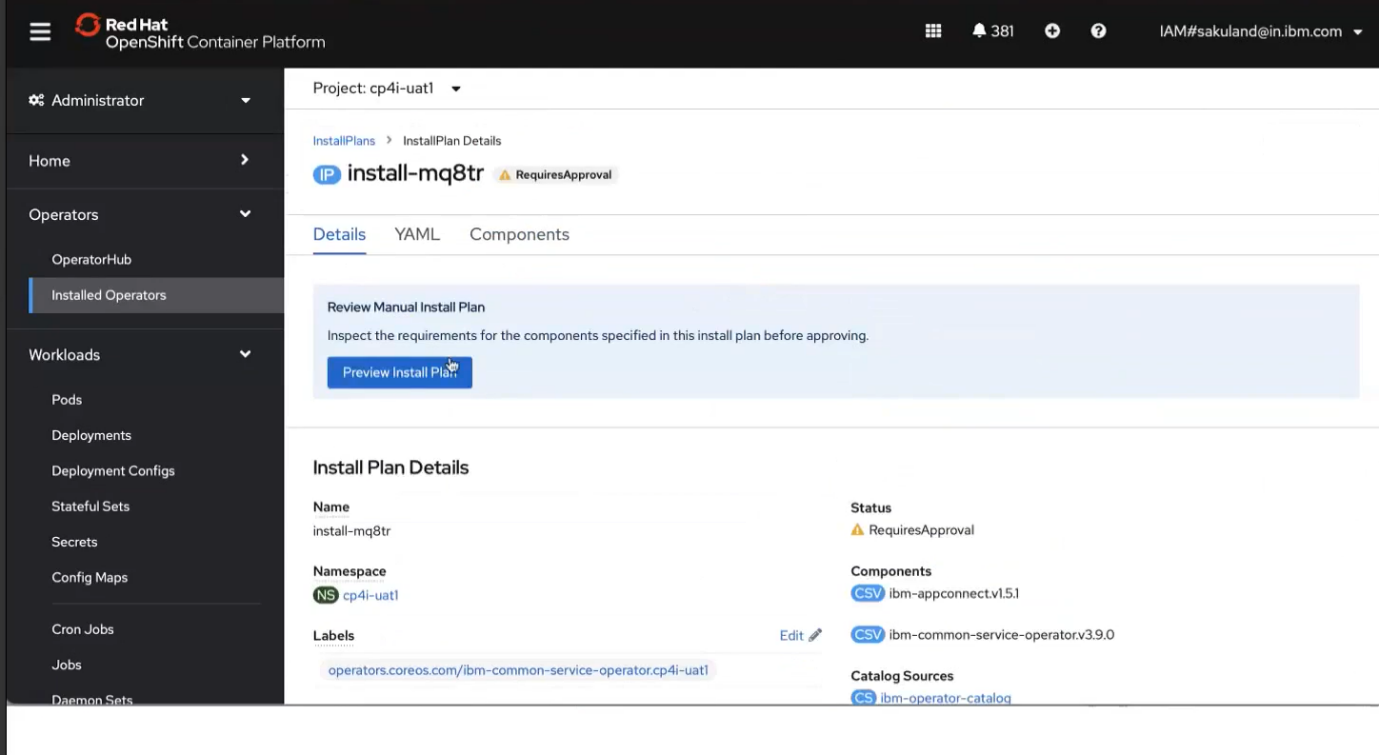 Red Hat
OpenShift Container Platform
381
IAM#sakuland@in.ibm.com
Administrator
Home
Operators
OperatorHub
Installed Operators
Workloads
Pods
Deployments
Deployment Configs
Stateful Sets
Secrets
Config Maps
Cron Jobs
Jobs
Daemon Sets
Project: cp4i-uat1
InstallPlans > InstallPlan Details
IP install-mq8tr RequiresApproval
Details YAML Components
Review Manual Install Plan
Inspect the requirements for the components specified in this install plan before approving.
Preview Install Plan
Install Plan Details
Name
install-mq8tr
Namespace
NS cp4i-uat1
Labels
Edit
operators.coreos.com/ibm-common-service-operator.cp4i-uat1
Status
RequiresApproval
Components
CSV ibm-appconnect.v1.5.1
CSV ibm-common-service-operator.v3.9.0
Catalog Sources
CS ibm-operator-catalog